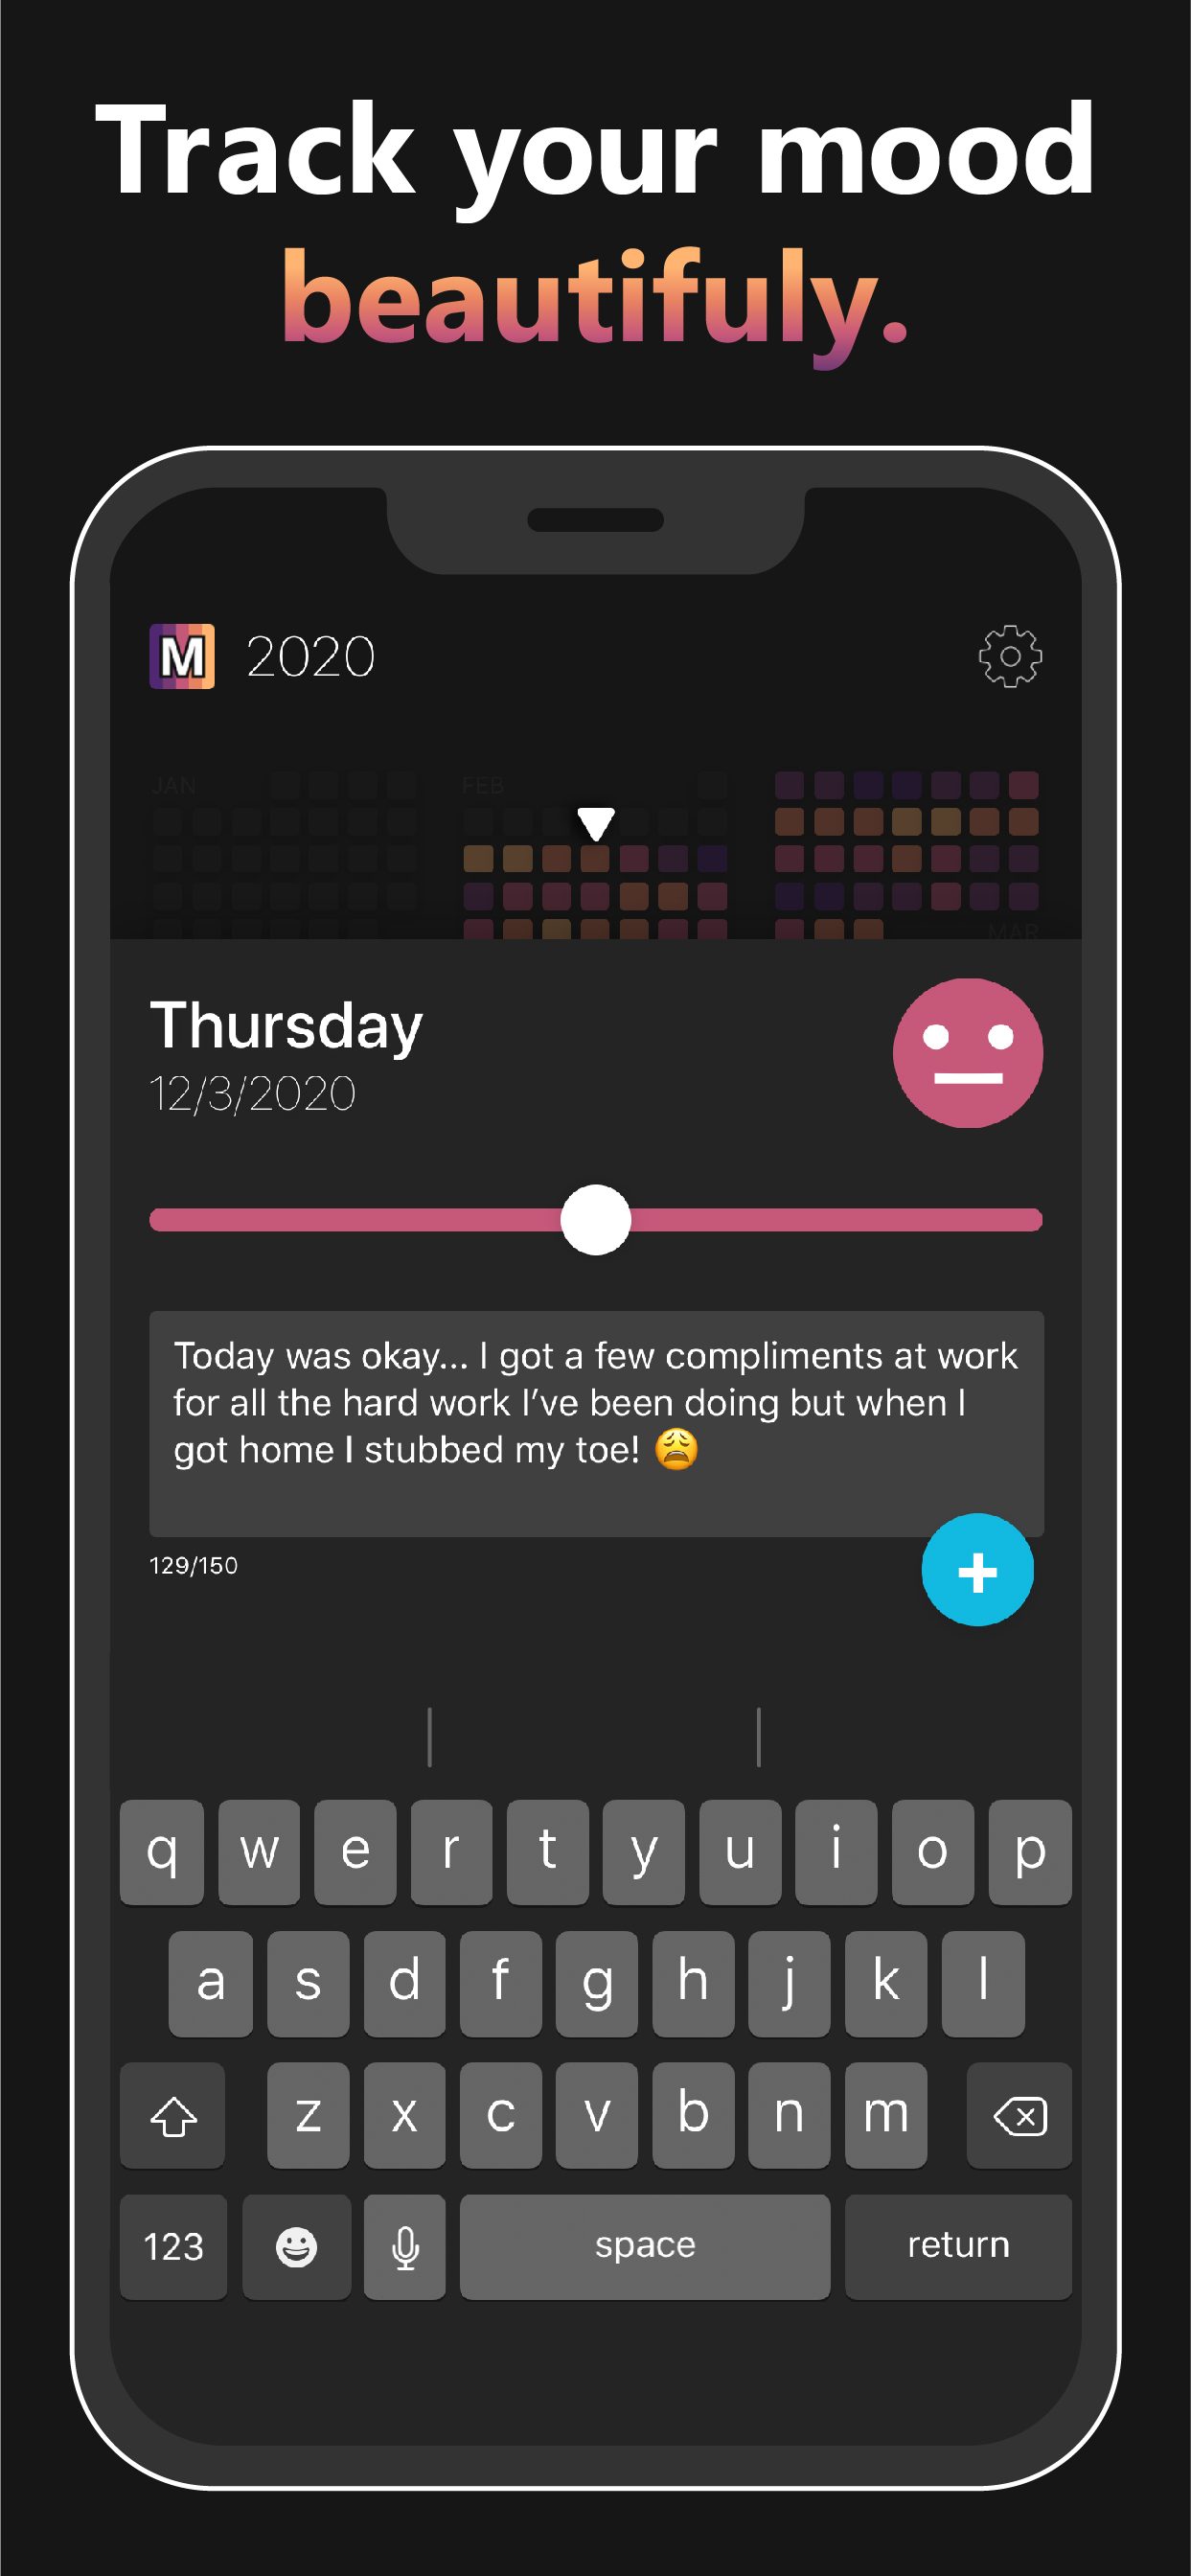 Track your mood
beautifuly.
M 2020
JAN FEB
MAR
Thursday
12/3/2020
Today was okay... I got a few compliments at work
for all the hard work I’ve been doing but when I
got home I stubbed my toe! 😩
129/150
+
q w e r t y u i o p
a s d f g h j k l
z x c v b n m
123 space return